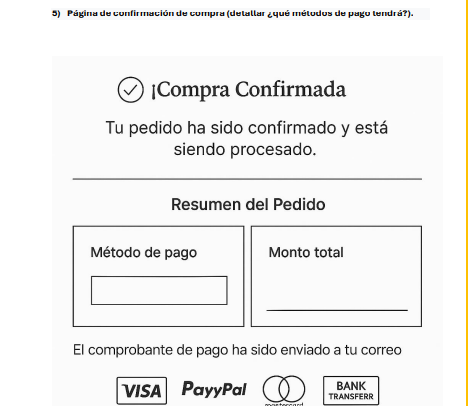 5) Página de confirmación de compra (detallar ¿qué métodos de pago tendrá?).
¡Compra Confirmada
Tu pedido ha sido confirmado y está
siendo procesado.
Resumen del Pedido
Método de pago
Monto total
El comprobante de pago ha sido enviado a tu correo
VISA
PayyPal
mastercard
BANK
TRANSFERR